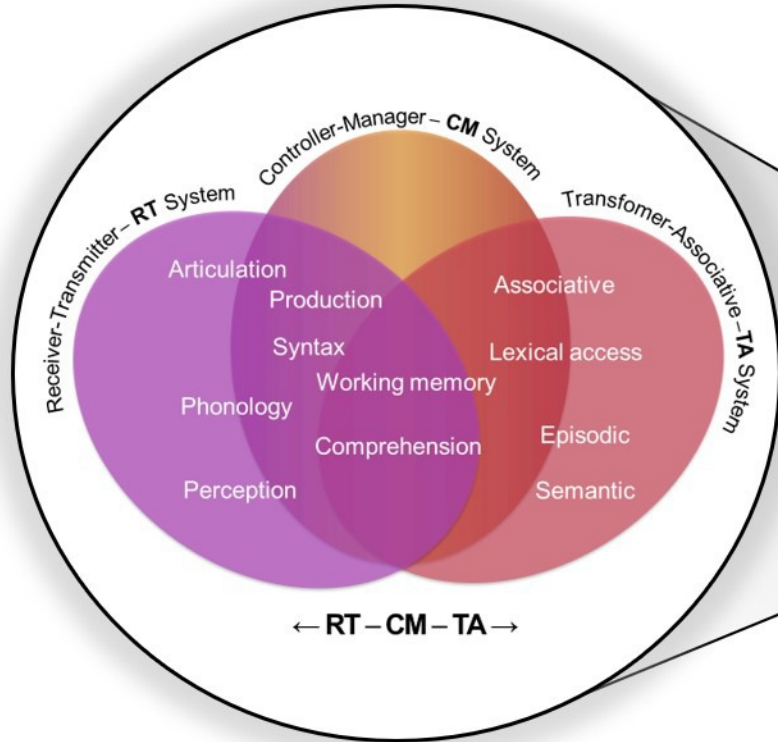 Controller-Manager – CM System
Receiver-Transmitter – RT System
Transfomer-Associative – TA System
Articulation
Production
Associative
Syntax
Lexical access
Working memory
Phonology
Comprehension
Episodic
Perception
Semantic
← RT – CM – TA →